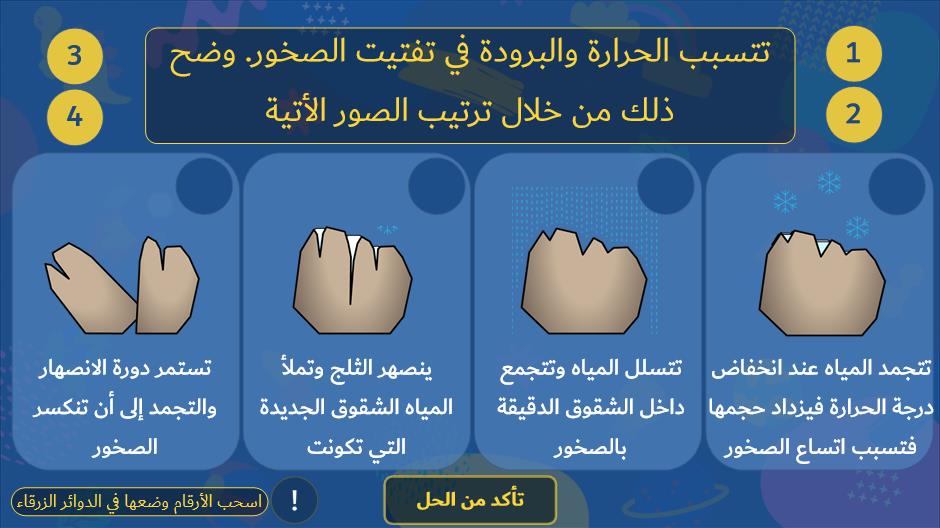 تتسبب الحرارة والبرودة في تفتيت الصخور. وضح
ذلك من خلال ترتيب الصور الأتية
1
2
3
4
تتجمد المياه عند انخفاض
درجة الحرارة فيزداد حجمها
فتسبب اتساع الصخور
تتسلل المياه وتتجمع
داخل الشقوق الدقيقة
بالصخور
ينصهر الثلج وتملأ
المياه الشقوق الجديدة
التي تكونت
تستمر دورة الانصهار
والتجمد إلى أن تنكسر
الصخور
تأكد من الحل
!
اسحب الأرقام وضعها في الدوائر الزرقاء